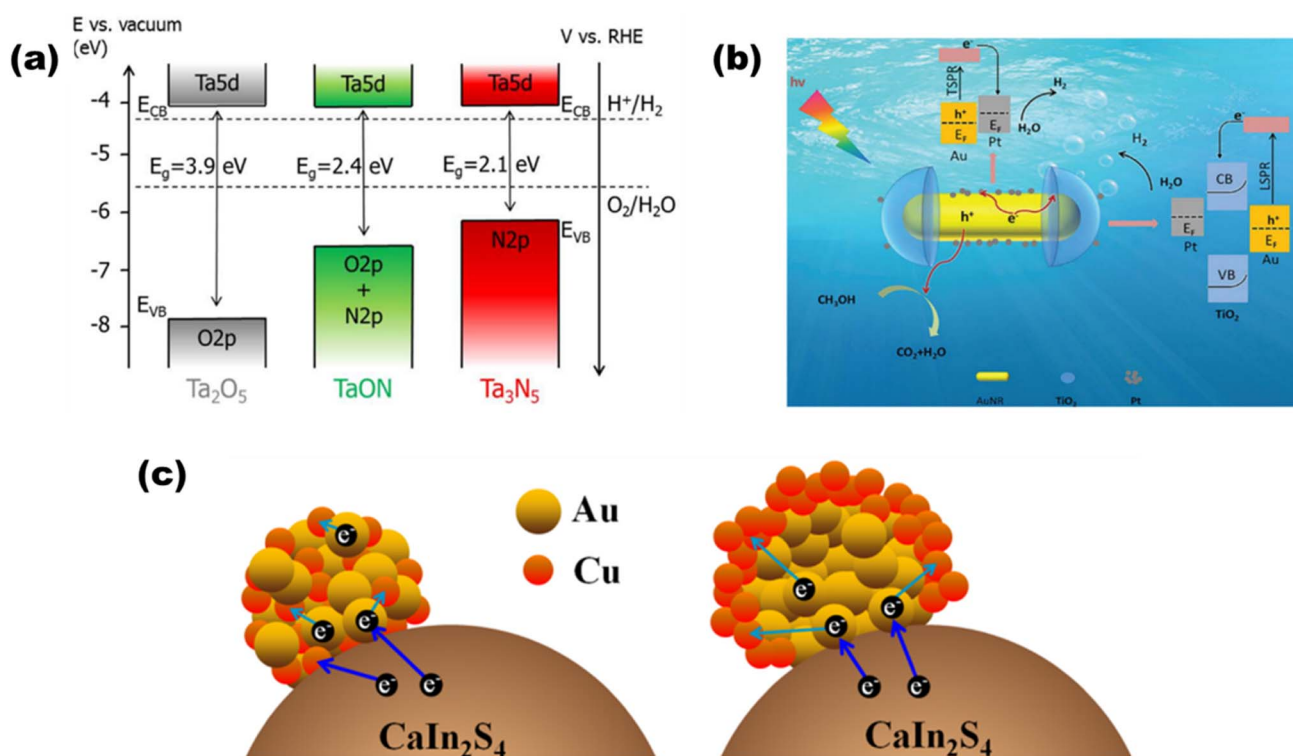 (a)
E vs. vacuum
(eV)
V vs. RHE
Ta5d
Ta5d
Ta5d
-4
E_CB
E_CB
H⁺/H₂
-5
E_g=3.9 eV
E_g=2.4 eV
E_g=2.1 eV
O₂/H₂O
-6
E_VB
N2p
-7
O2p
+
N2p
E_VB
-8
O2p
Ta₂O₅
TaON
Ta₃N₅
(b)
hν
e⁻
TSPR
H₂
h⁺
E_F
E_F
H₂O
Au
Pt
e⁻
H₂
CB
LSPR
H₂O
h⁺
e⁻
E_F
Pt
h⁺
E_F
Au
VB
TiO₂
CH₃OH
CO₂+H₂O
AuNR
TiO₂
Pt
(c)
Au
Cu
e⁻
e⁻
e⁻
e⁻
e⁻
e⁻
e⁻
e⁻
e⁻
e⁻
CaIn₂S₄
CaIn₂S₄